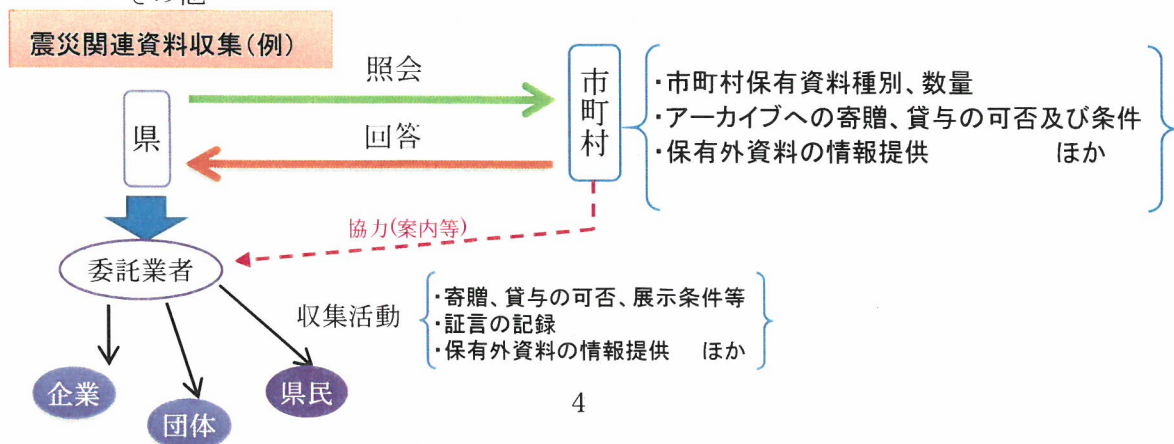 震災関連資料収集(例)
照会
県
市町村
回答
・市町村保有資料種別、数量
・アーカイブへの寄贈、貸与の可否及び条件
・保有外資料の情報提供 ほか
協力(案内等)
委託業者
収集活動
・寄贈、貸与の可否、展示条件等
・証言の記録
・保有外資料の情報提供 ほか
企業
団体
県民
4